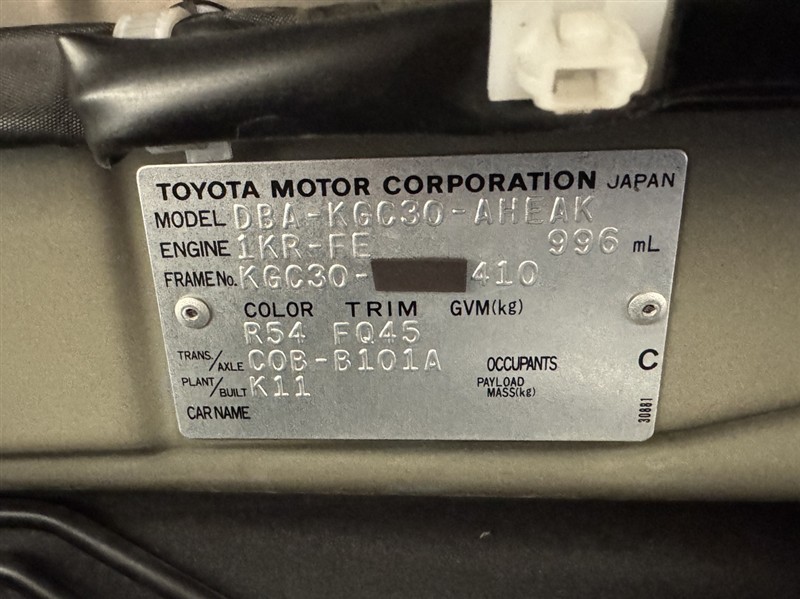 TOYOTA MOTOR CORPORATION JAPAN
MODEL DBA-KGC30-AHEAK
ENGINE 1KR-FE 996 mL
FRAME No. KGC30- 410
COLOR TRIM GVM(kg)
R54 FQ45
TRANS./AXLE C0B-B101A OCCUPANTS C
PLANT/BUILT K11 PAYLOAD MASS(kg)
CAR NAME
30881